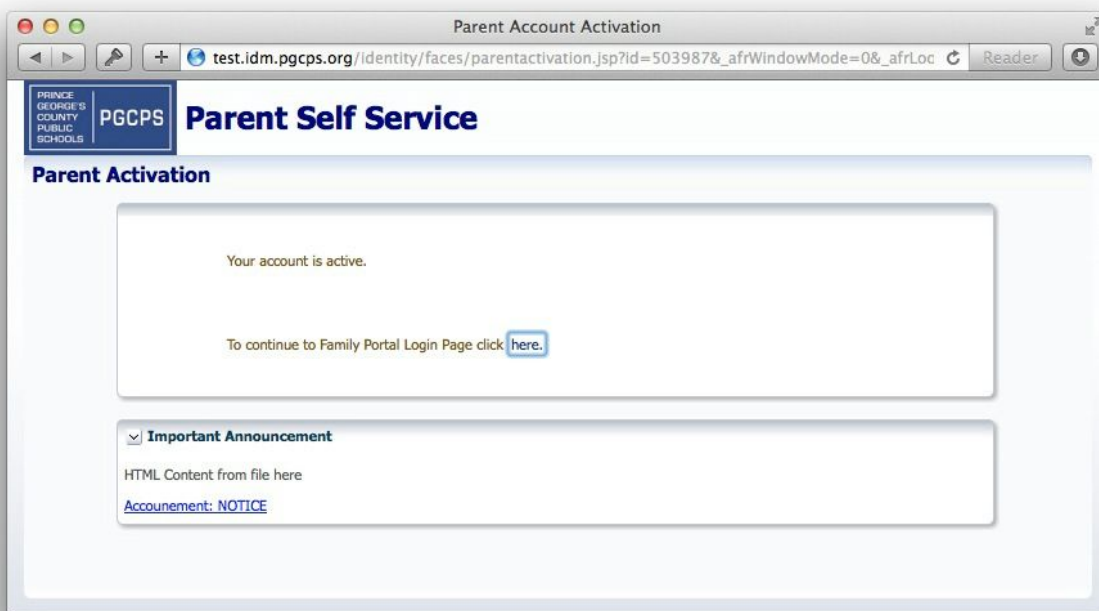 Parent Account Activation
test.idm.pgcps.org/identity/faces/parentactivation.jsp?id=503987&_afrWindowMode=0&_afrLoc
Reader
PRINCE
GEORGE'S
COUNTY
PUBLIC
SCHOOLS
PGCPS
Parent Self Service
Parent Activation
Your account is active.
To continue to Family Portal Login Page click here.
Important Announcement
HTML Content from file here
Accounement: NOTICE